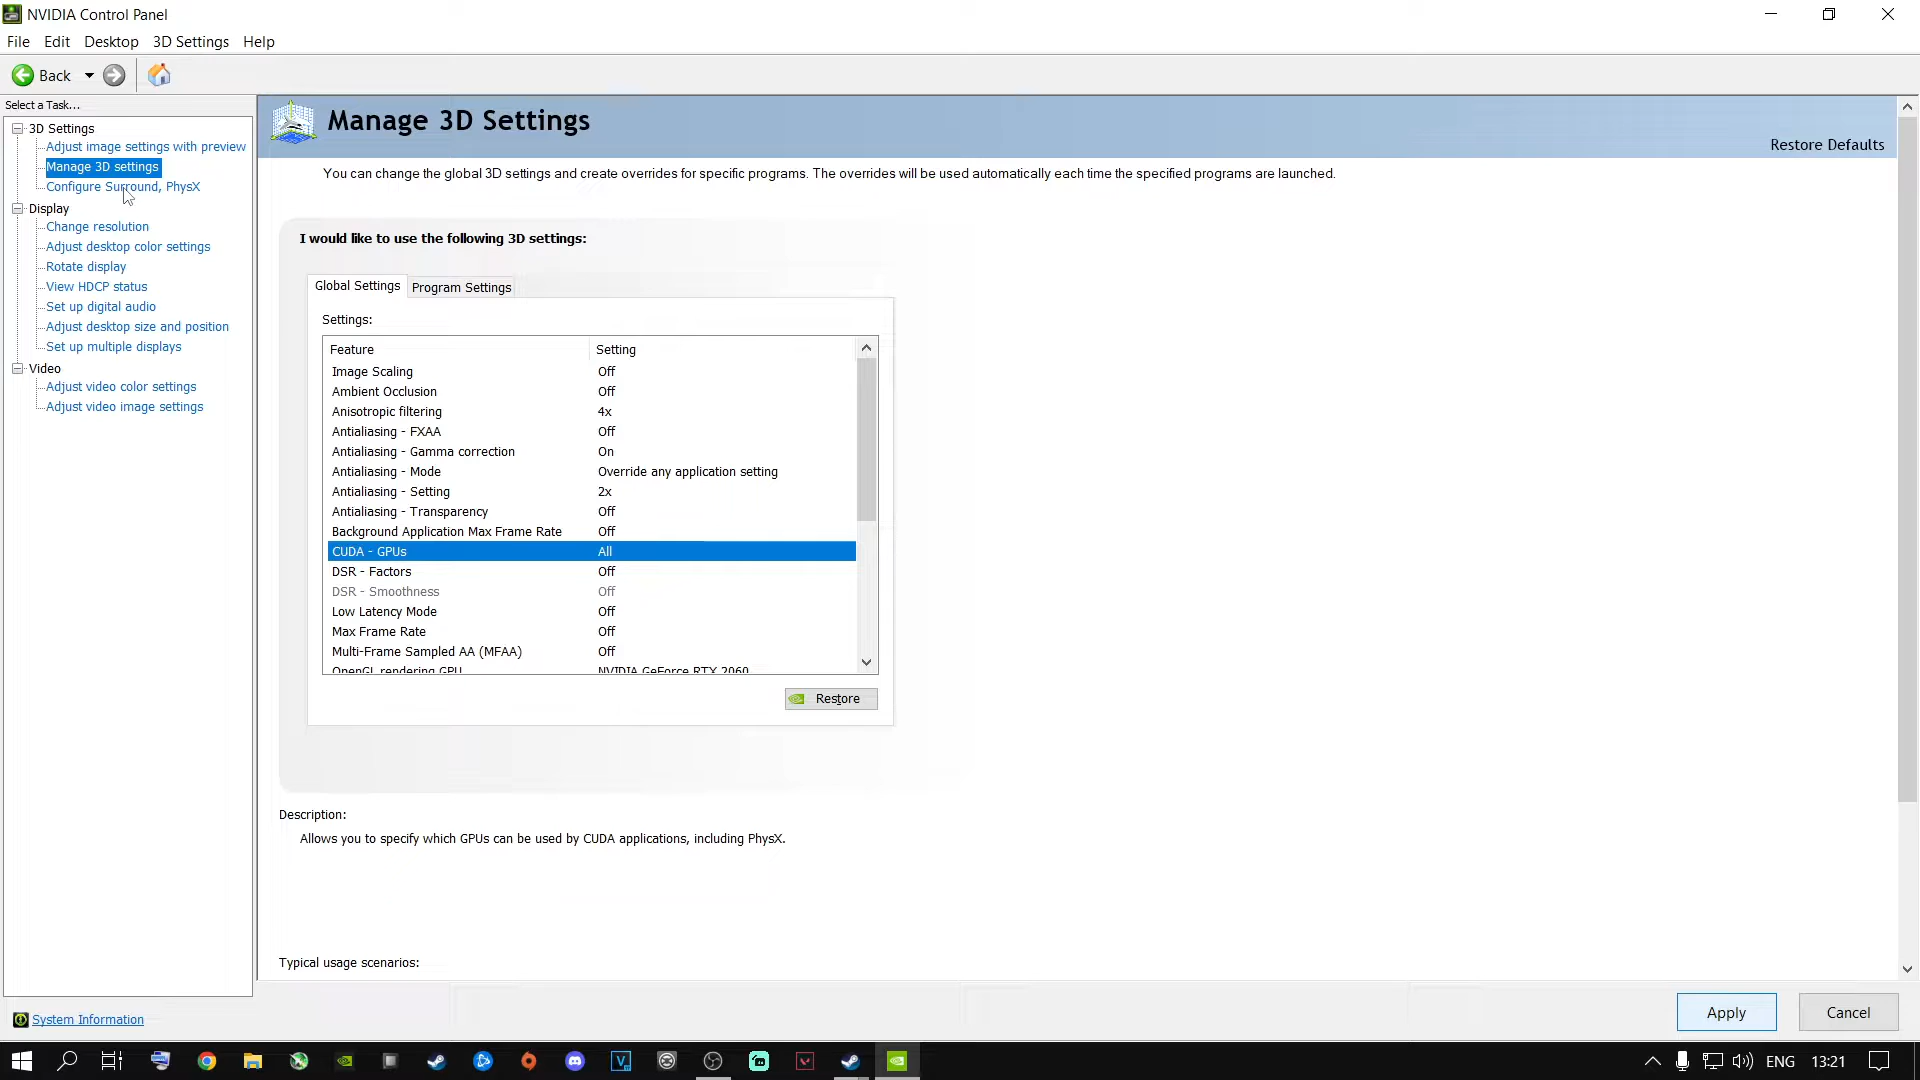 NVIDIA Control Panel
File Edit Desktop 3D Settings Help
Back
Select a Task...
3D Settings
Adjust image settings with preview
Manage 3D settings
Configure Surround, PhysX
Display
Change resolution
Adjust desktop color settings
Rotate display
View HDCP status
Set up digital audio
Adjust desktop size and position
Set up multiple displays
Video
Adjust video color settings
Adjust video image settings
System Information
Manage 3D Settings
Restore Defaults
You can change the global 3D settings and create overrides for specific programs. The overrides will be used automatically each time the specified programs are launched.
I would like to use the following 3D settings:
Global Settings Program Settings
Settings:
Feature Setting
Image Scaling Off
Ambient Occlusion Off
Anisotropic filtering 4x
Antialiasing - FXAA Off
Antialiasing - Gamma correction On
Antialiasing - Mode Override any application setting
Antialiasing - Setting 2x
Antialiasing - Transparency Off
Background Application Max Frame Rate Off
CUDA - GPUs All
DSR - Factors Off
DSR - Smoothness Off
Low Latency Mode Off
Max Frame Rate Off
Multi-Frame Sampled AA (MFAA) Off
OpenGL rendering GPU NVIDIA GeForce RTX 2060
Restore
Description:
Allows you to specify which GPUs can be used by CUDA applications, including PhysX.
Typical usage scenarios:
Apply Cancel
ENG 13:21